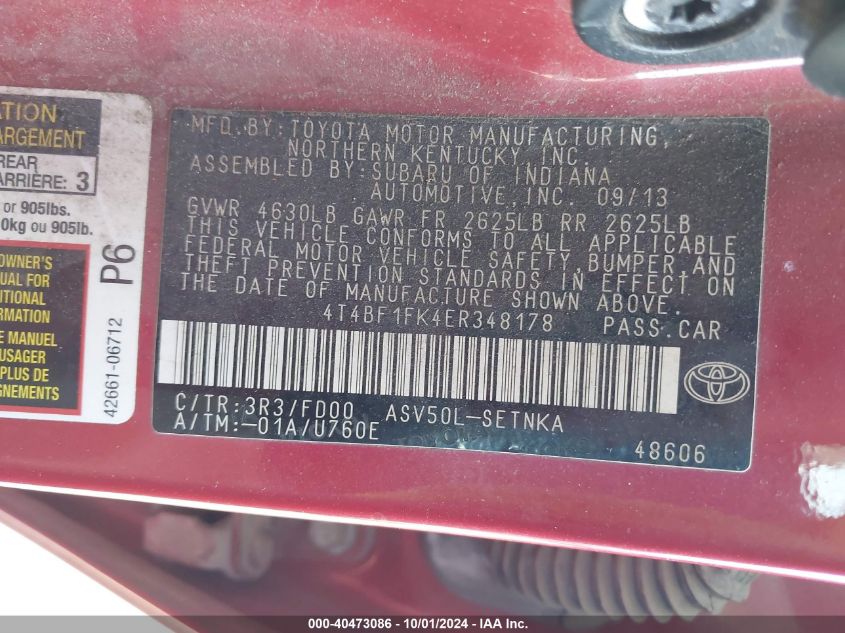 ATION
ARGEMENT
REAR
ARRIÈRE: 3
or 905lbs.
0kg ou 905lb.
OWNER'S
UAL FOR
ITIONAL
RMATION
E MANUEL
USAGER
PLUS DE
GNEMENTS
42661-06712
P6
MFD.BY:TOYOTA MOTOR MANUFACTURING,
NORTHERN KENTUCKY, INC.
ASSEMBLED BY:SUBARU OF INDIANA
AUTOMOTIVE,INC. 09/13
GVWR 4630LB GAWR FR 2625LB RR 2625LB
THIS VEHICLE CONFORMS TO ALL APPLICABLE
FEDERAL MOTOR VEHICLE SAFETY,BUMPER,AND
THEFT PREVENTION STANDARDS IN EFFECT ON
THE DATE OF MANUFACTURE SHOWN ABOVE.
4T4BF1FK4ER348178 PASS.CAR
C/TR:3R3/FD00 ASV50L-SETNKA
A/TM:-01A/U760E
48606
000-40473086 - 10/01/2024 - IAA Holdings, LLC.